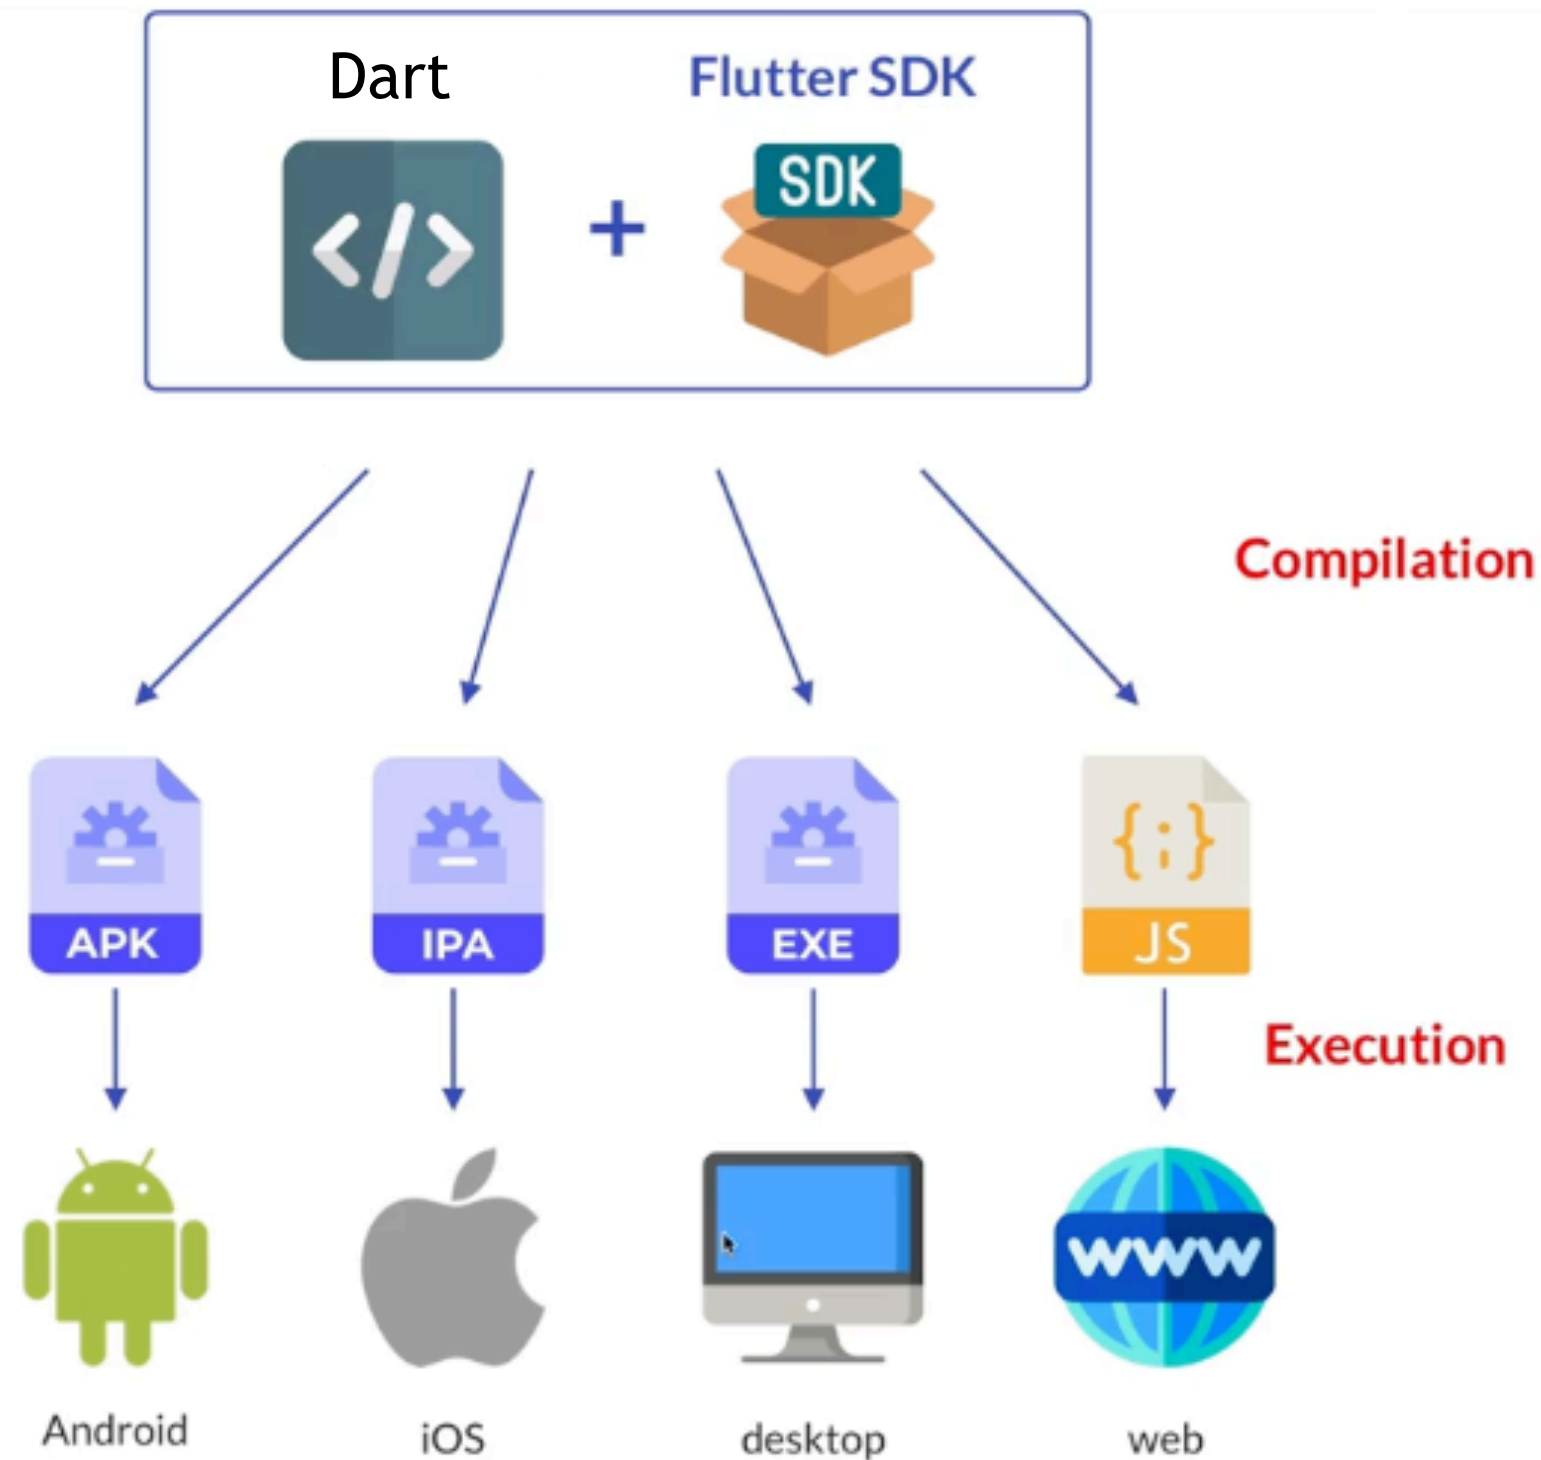 Dart
Flutter SDK
SDK
Compilation
APK
IPA
EXE
JS
Execution
www
Android
iOS
desktop
web